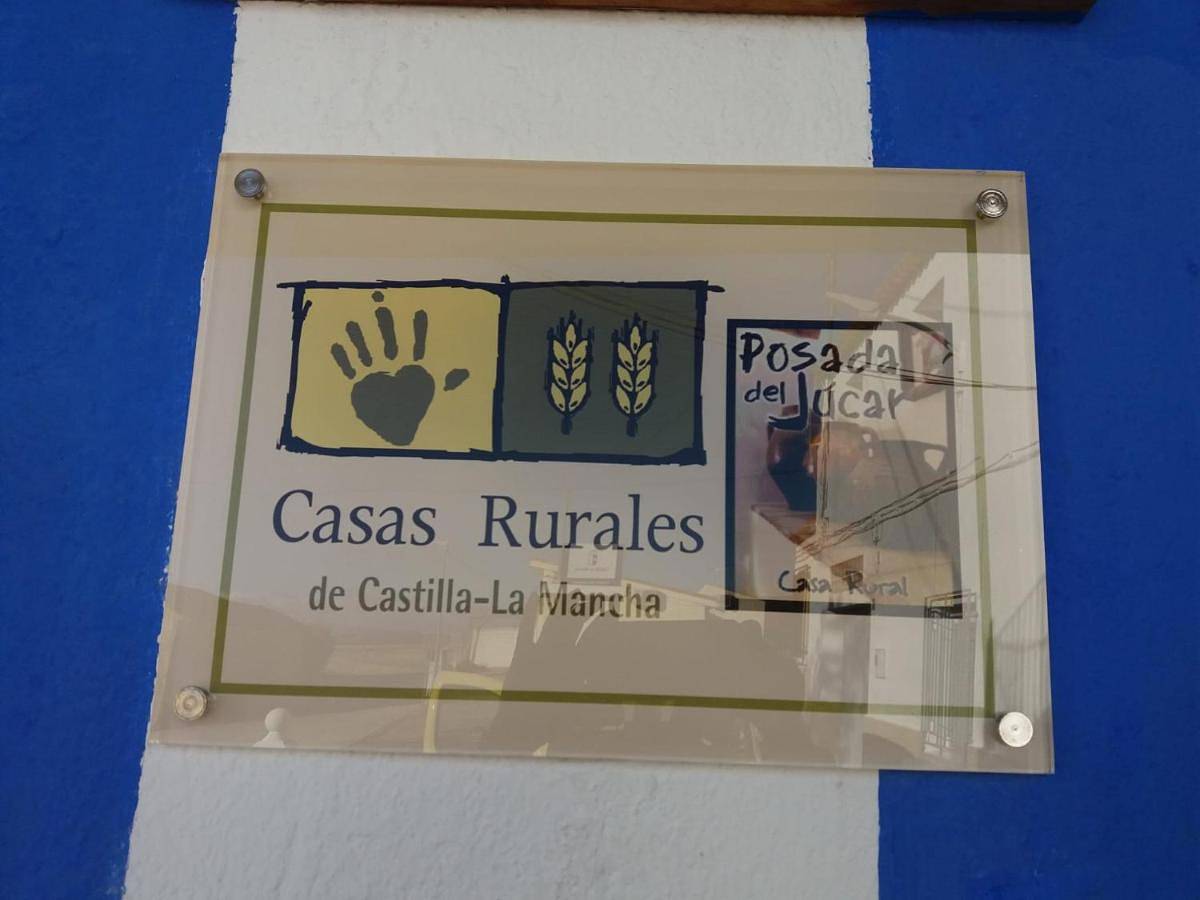 Casas Rurales
de Castilla-La Mancha
Posada
del Júcar
Casa Rural